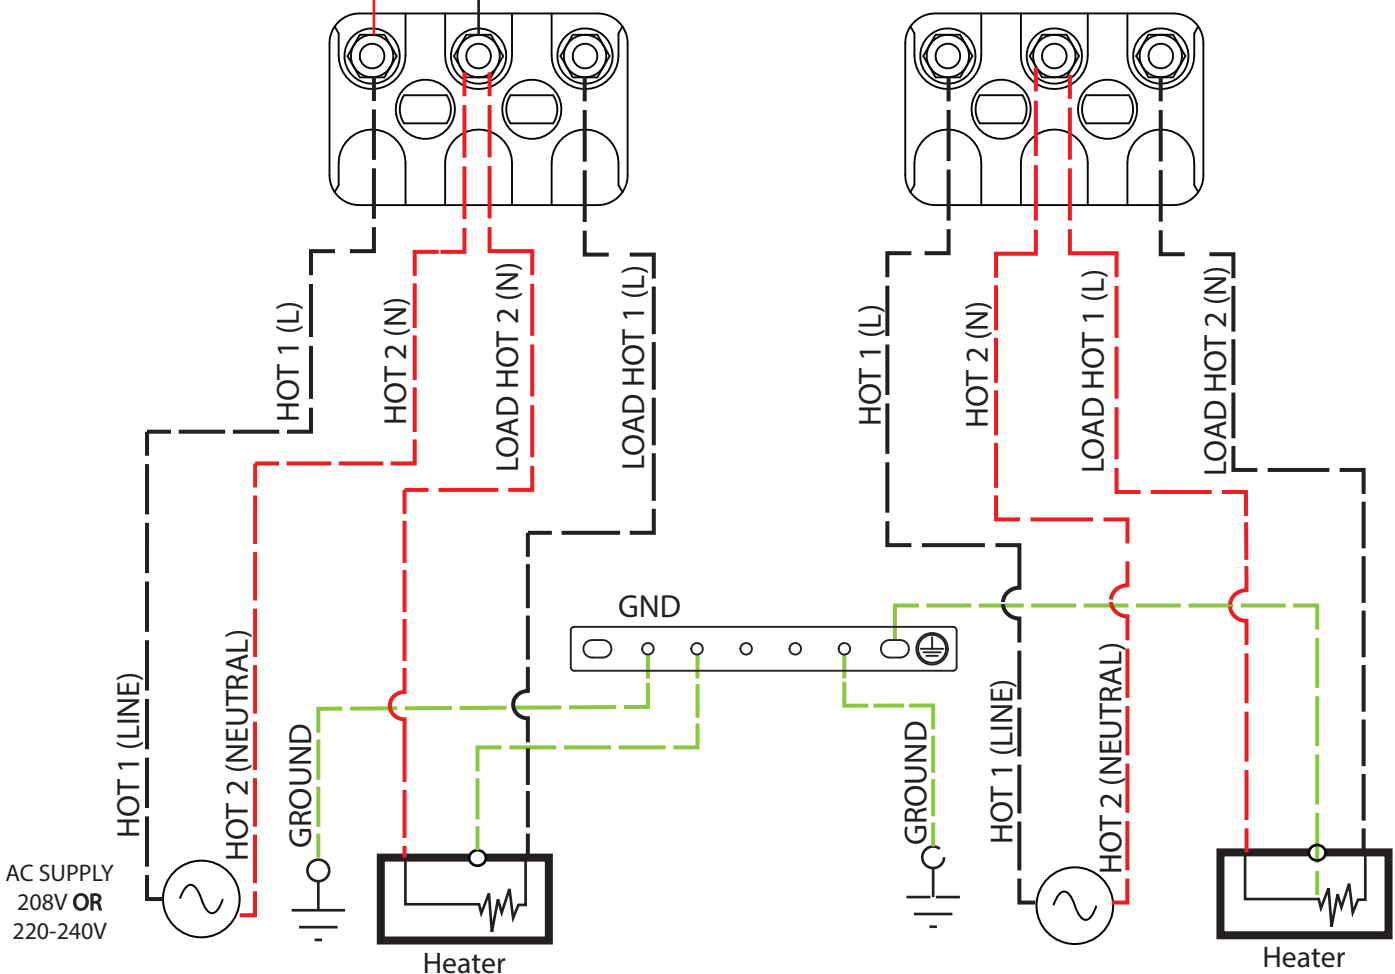 HOT 1 (L)
HOT 2 (N)
LOAD HOT 2 (N)
LOAD HOT 1 (L)
HOT 1 (L)
HOT 2 (N)
LOAD HOT 1 (L)
LOAD HOT 2 (N)
GND
HOT 1 (LINE)
HOT 2 (NEUTRAL)
GROUND
GROUND
HOT 1 (LINE)
HOT 2 (NEUTRAL)
AC SUPPLY
208V OR
220-240V
Heater
Heater